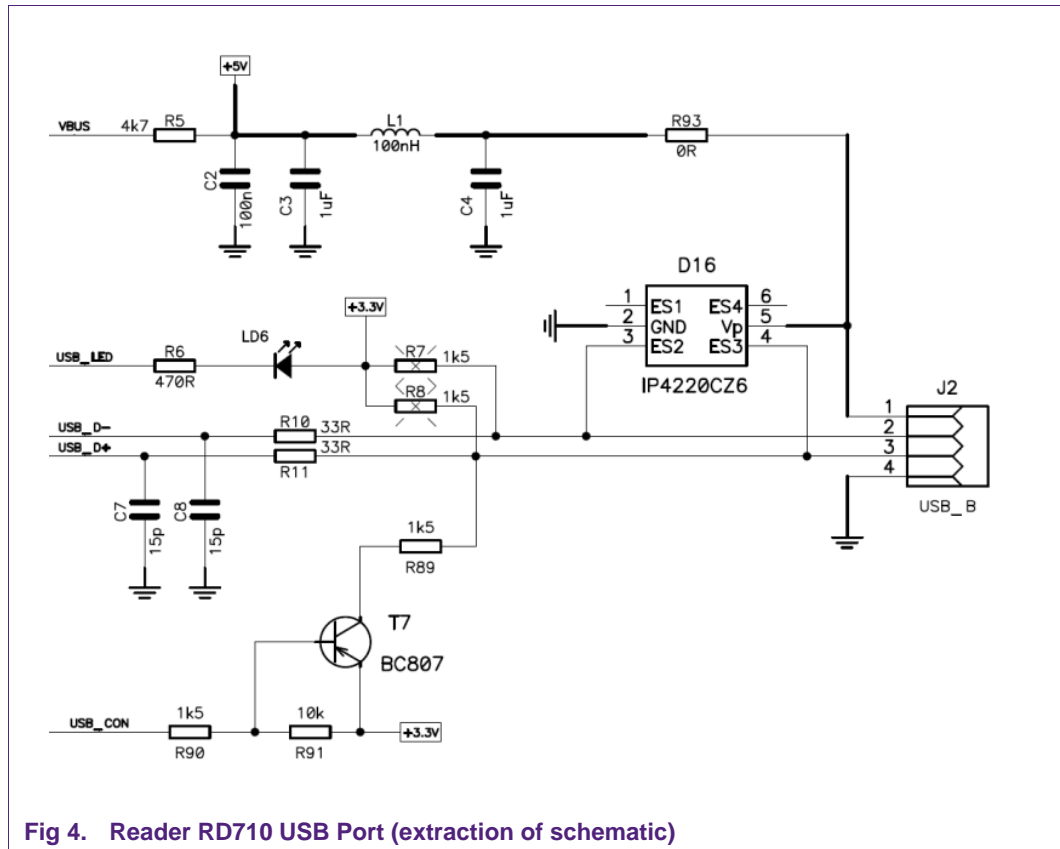 +5V
VBUS
4k7
R5
L1
100nH
R93
0R
C2
100n
C3
1uF
C4
1uF
D16
1 ES1 ES4 6
2 GND Vp 5
3 ES2 ES3 4
IP4220CZ6
+3.3V
LD6
USB_LED
R6
470R
R7
1k5
R8
1k5
J2
1
2
3
4
USB_B
USB_D-
R10
33R
USB_D+
33R
R11
C7
15p
C8
15p
1k5
R89
T7
BC807
USB_CON
1k5
R90
10k
R91
+3.3V
Fig 4. Reader RD710 USB Port (extraction of schematic)